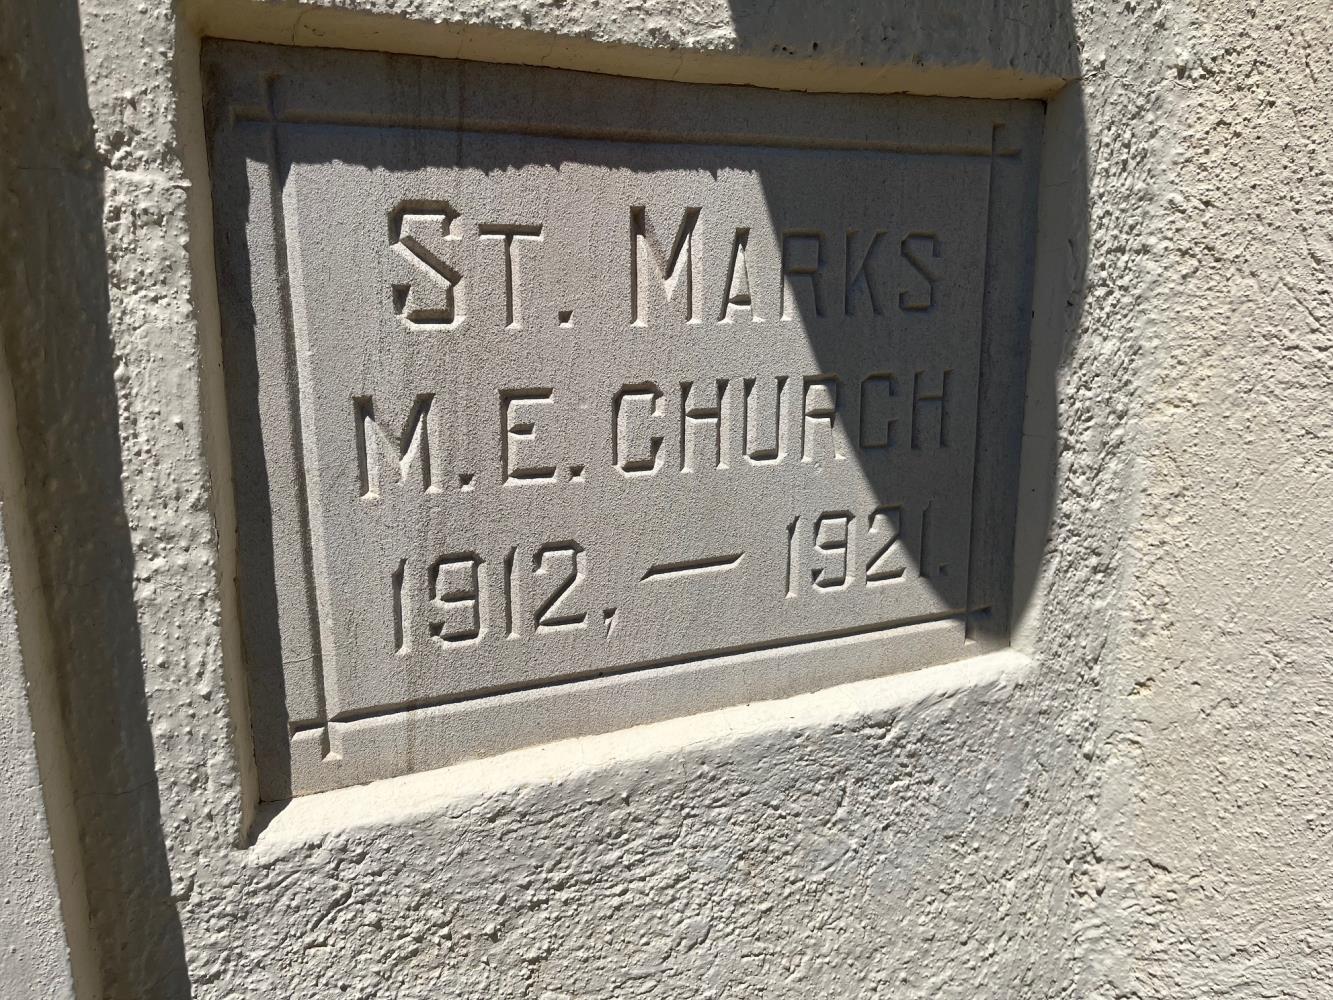 St. Marks
M.E. Church
1912, — 1921.